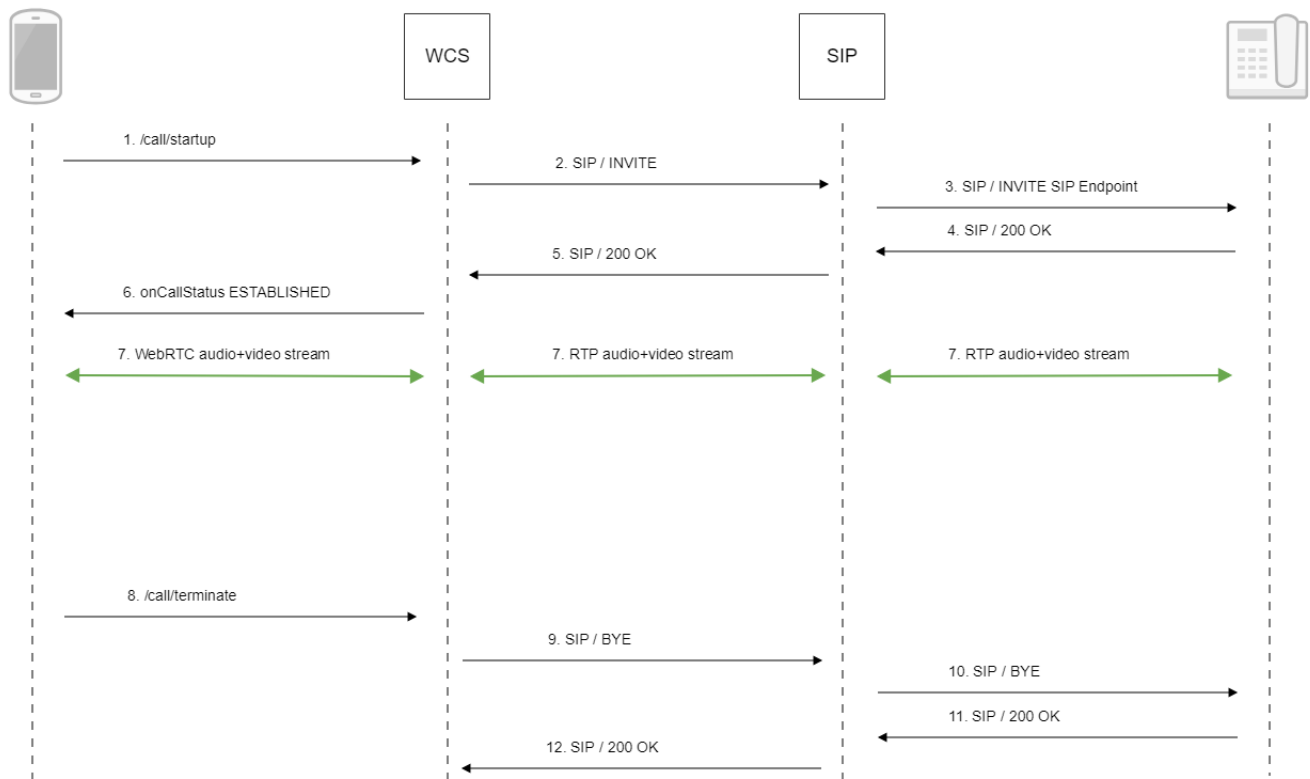 WCS
SIP
1. /call/startup
2. SIP / INVITE
3. SIP / INVITE SIP Endpoint
4. SIP / 200 OK
5. SIP / 200 OK
6. onCallStatus ESTABLISHED
7. WebRTC audio+video stream
7. RTP audio+video stream
7. RTP audio+video stream
8. /call/terminate
9. SIP / BYE
10. SIP / BYE
11. SIP / 200 OK
12. SIP / 200 OK